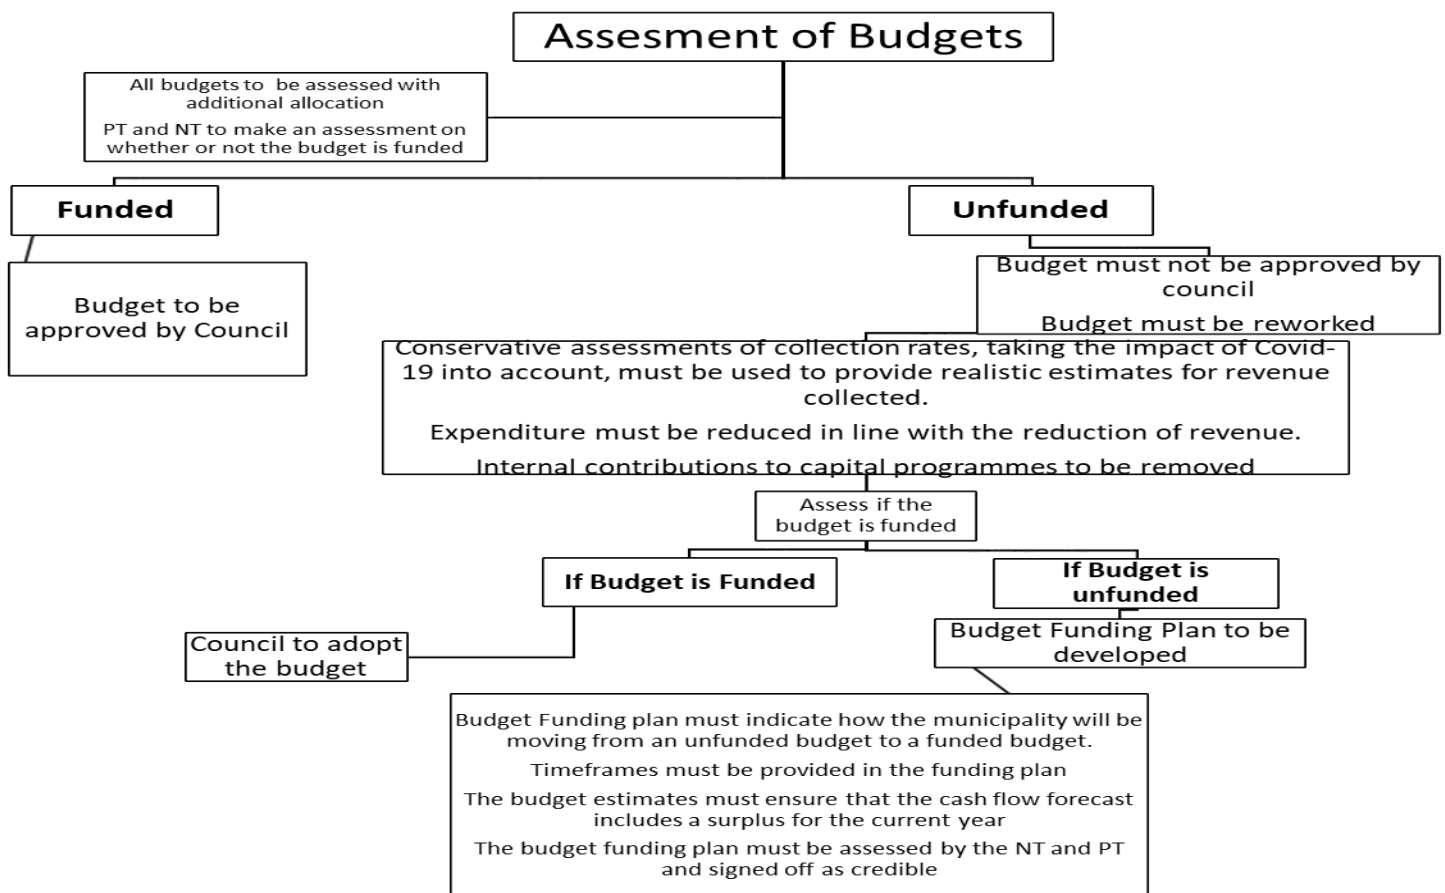 Assesment of Budgets
All budgets to be assessed with
additional allocation
PT and NT to make an assessment on
whether or not the budget is funded
Funded
Unfunded
Budget to be
approved by Council
Budget must not be approved by
council
Budget must be reworked
Conservative assessments of collection rates, taking the impact of Covid-
19 into account, must be used to provide realistic estimates for revenue
collected.
Expenditure must be reduced in line with the reduction of revenue.
Internal contributions to capital programmes to be removed
Assess if the
budget is funded
If Budget is Funded
If Budget is
unfunded
Council to adopt
the budget
Budget Funding Plan to be
developed
Budget Funding plan must indicate how the municipality will be
moving from an unfunded budget to a funded budget.
Timeframes must be provided in the funding plan
The budget estimates must ensure that the cash flow forecast
includes a surplus for the current year
The budget funding plan must be assessed by the NT and PT
and signed off as credible